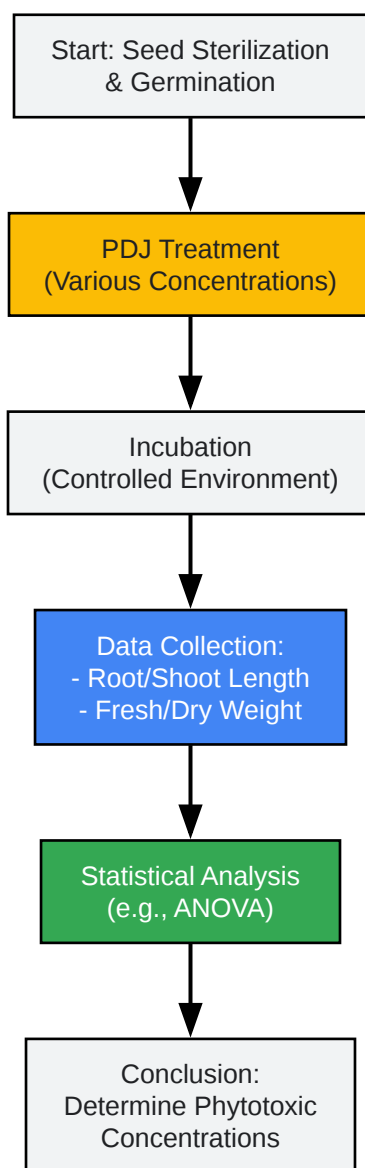 Start: Seed Sterilization
& Germination
PDJ Treatment
(Various Concentrations)
Incubation
(Controlled Environment)
Data Collection:
- Root/Shoot Length
- Fresh/Dry Weight
Statistical Analysis
(e.g., ANOVA)
Conclusion:
Determine Phytotoxic
Concentrations